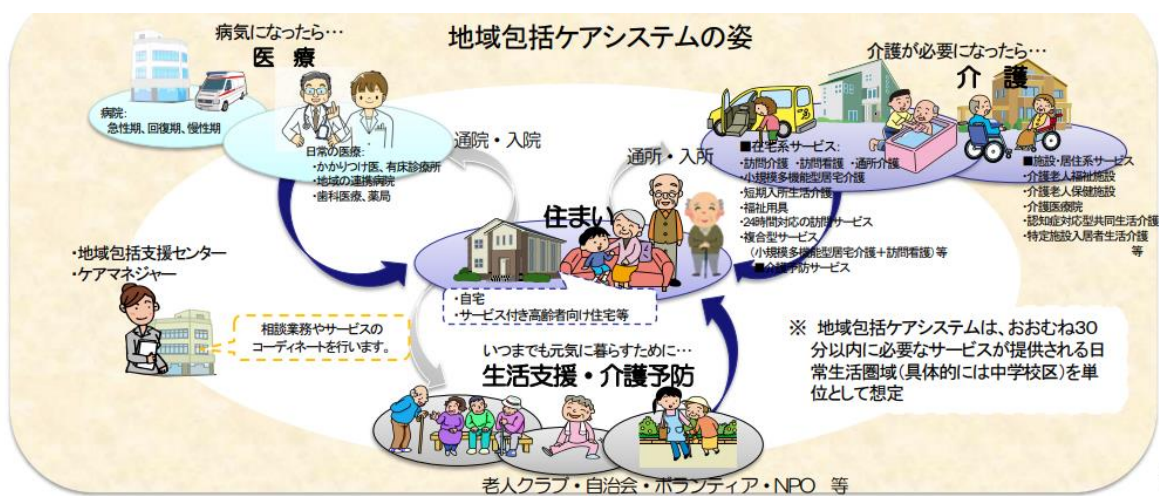 地域包括ケアシステムの姿
病気になったら…
医 療
病院:
急性期、回復期、慢性期
日常の医療:
・かかりつけ医、有床診療所
・地域の連携病院
・歯科医療、薬局
通院・入院
通所・入所
介護が必要になったら…
介 護
■在宅系サービス:
・訪問介護 ・訪問看護 ・通所介護
・小規模多機能型居宅介護
・短期入所生活介護
・福祉用具
・24時間対応の訪問サービス
・複合型サービス
(小規模多機能型居宅介護+訪問看護)等
■介護予防サービス
■施設・居住系サービス
・介護老人福祉施設
・介護老人保健施設
・介護医療院
・認知症対応型共同生活介護
・特定施設入居者生活介護
等
住まい
・自宅
・サービス付き高齢者向け住宅等
・地域包括支援センター
・ケアマネジャー
相談業務やサービスの
コーディネートを行います。
いつまでも元気に暮らすために…
生活支援・介護予防
老人クラブ・自治会・ボランティア・NPO 等
※ 地域包括ケアシステムは、おおむね30
分以内に必要なサービスが提供される日
常生活圏域(具体的には中学校区)を単
位として想定